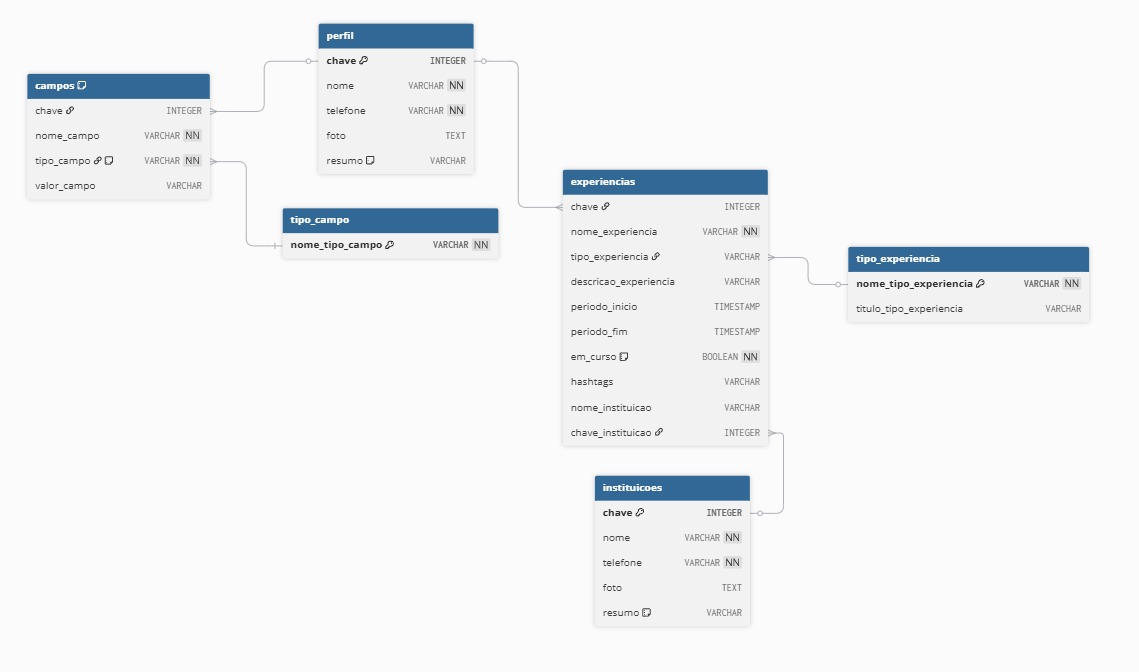 perfil
chave INTEGER
nome VARCHAR NN
telefone VARCHAR NN
foto TEXT
resumo VARCHAR
campos
chave INTEGER
nome_campo VARCHAR NN
tipo_campo VARCHAR NN
valor_campo VARCHAR
tipo_campo
nome_tipo_campo VARCHAR NN
experiencias
chave INTEGER
nome_experiencia VARCHAR NN
tipo_experiencia VARCHAR
descricao_experiencia VARCHAR
periodo_inicio TIMESTAMP
periodo_fim TIMESTAMP
em_curso BOOLEAN NN
hashtags VARCHAR
nome_instituicao VARCHAR
chave_instituicao INTEGER
tipo_experiencia
nome_tipo_experiencia VARCHAR NN
titulo_tipo_experiencia VARCHAR
instituicoes
chave INTEGER
nome VARCHAR NN
telefone VARCHAR NN
foto TEXT
resumo VARCHAR